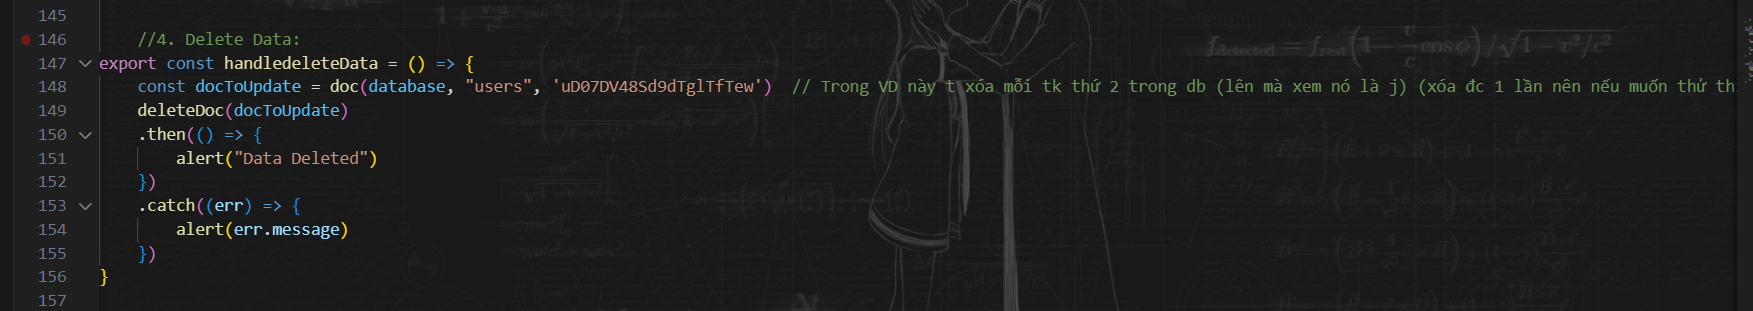 145
146 //4. Delete Data:
147 export const handledeleteData = () => {
148 const docToUpdate = doc(database, "users", 'uD07DV48Sd9dTglTfTew') // Trong VD này t xóa mỗi tk thứ 2 trong db (lên mà xem nó là j) (xóa đc 1 lần nên nếu muốn thử th
149 deleteDoc(docToUpdate)
150 .then(() => {
151 alert("Data Deleted")
152 })
153 .catch((err) => {
154 alert(err.message)
155 })
156 }
157